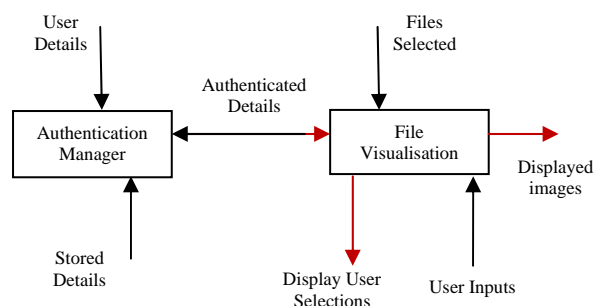 User
Details
Files
Selected
Authenticated
Details
Authentication
Manager
File
Visualisation
Displayed
images
Stored
Details
Display User
Selections
User Inputs